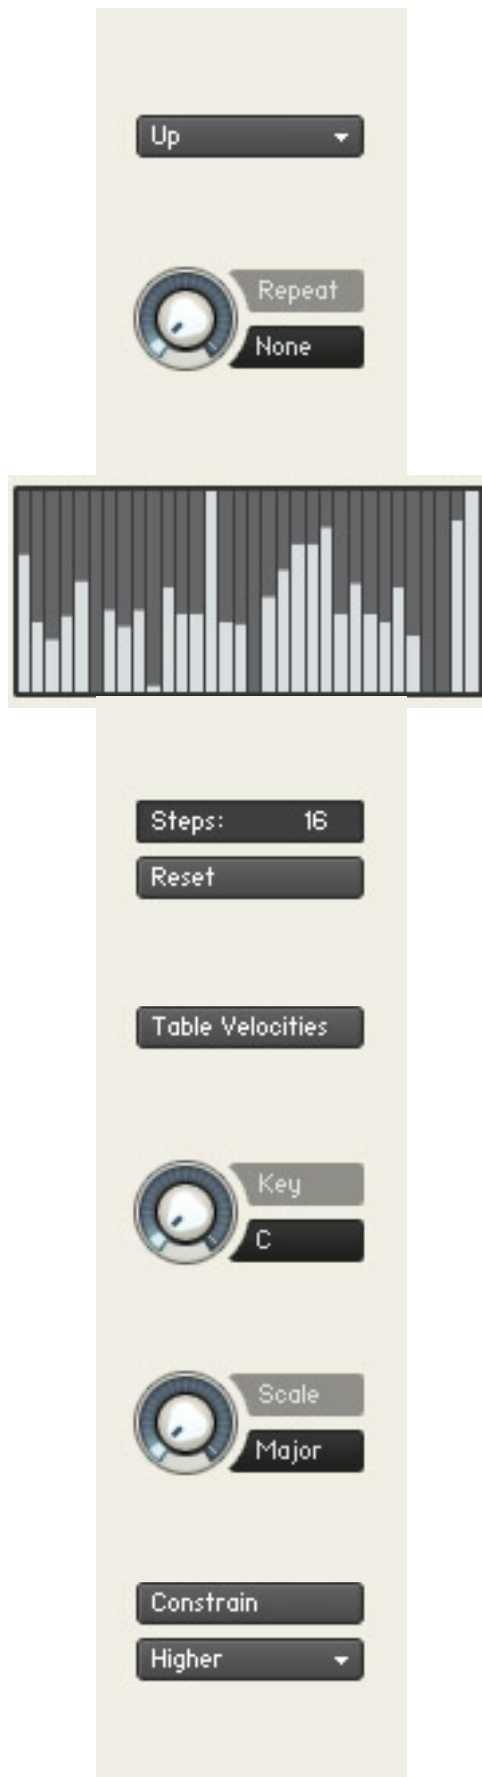 Up
Repeat
None
Steps: 16
Reset
Table Velocities
Key
C
Scale
Major
Constrain
Higher